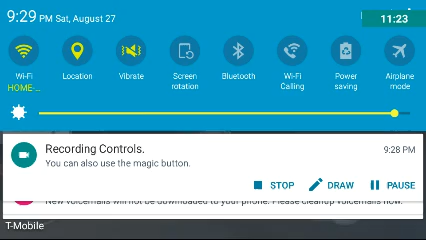 9:29 PM Sat, August 27
11:23
Wi-Fi
HOME-...
Location
Vibrate
Screen
rotation
Bluetooth
Wi-Fi
Calling
Power
saving
Airplane
mode
Recording Controls.
9:28 PM
You can also use the magic button.
STOP
DRAW
PAUSE
New voicemails will not be downloaded to your phone. Please cleanup voicemails now.
T-Mobile